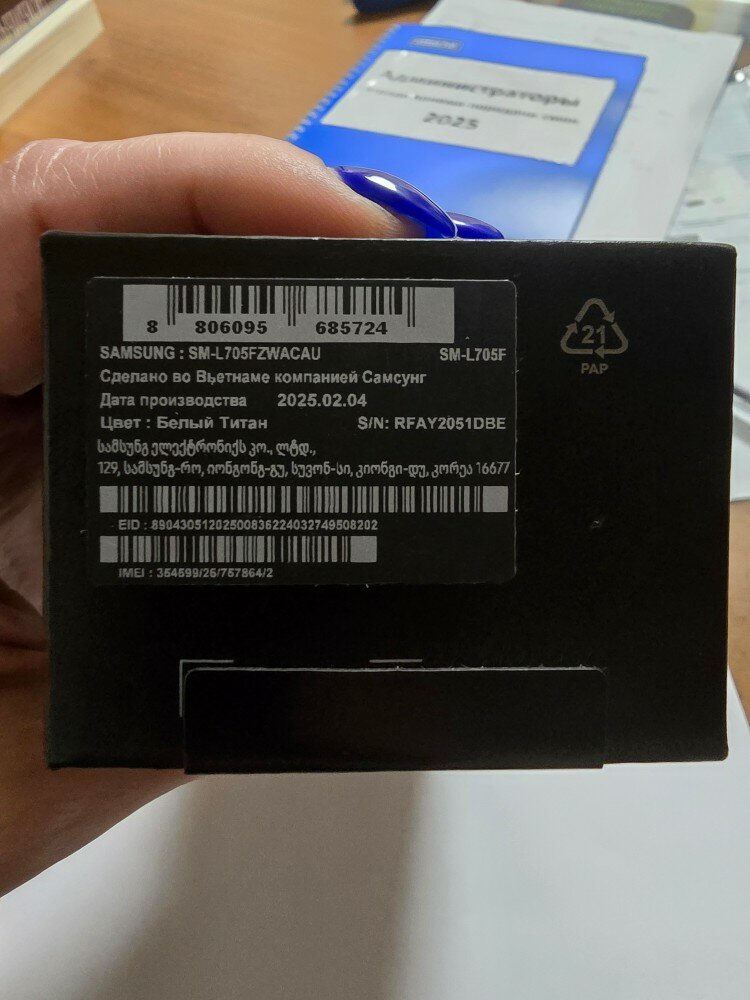 Администраторы
2025
8 806095 685724
SAMSUNG : SM-L705FZWACAU SM-L705F
Сделано во Вьетнаме компанией Самсунг
Дата производства 2025.02.04
Цвет : Белый Титан S/N: RFAY2051DBE
სამსუნგ ელექტრონიქს კო., ლტდ.,
129, სამსუნგ-რო, იონგონგ-გუ, სუვონ-სი, კიონგი-დუ, კორეა 16677
EID : 89043051202500836224032749508202
IMEI : 354599/26/757864/2
21
PAP